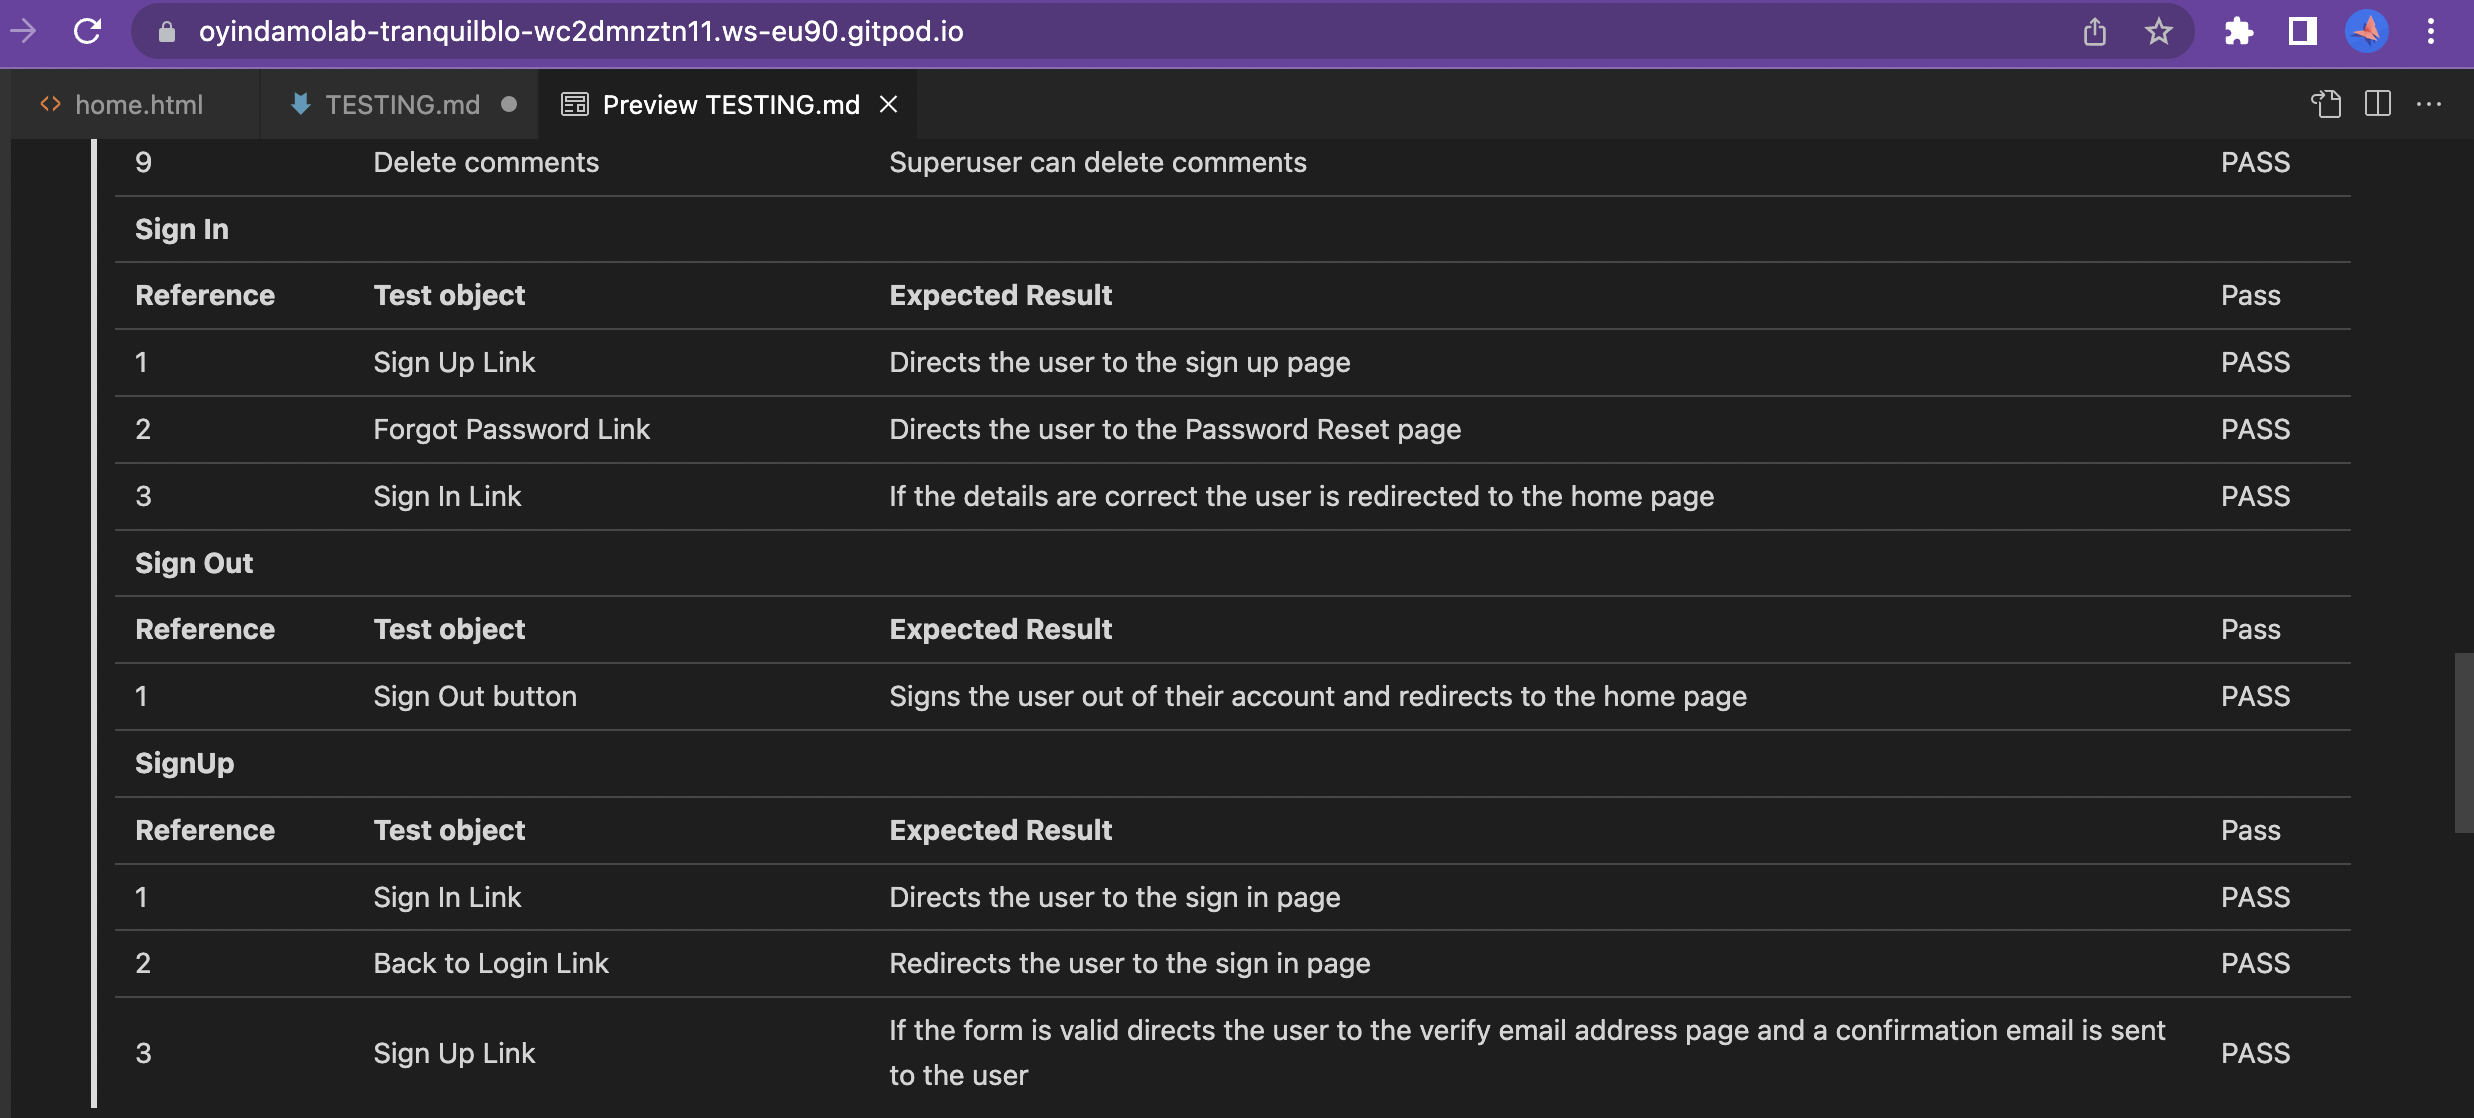 oyindamolab-tranquilblo-wc2dmnztn11.ws-eu90.gitpod.io
home.html TESTING.md Preview TESTING.md
9 Delete comments Superuser can delete comments PASS
Sign In
Reference Test object Expected Result Pass
1 Sign Up Link Directs the user to the sign up page PASS
2 Forgot Password Link Directs the user to the Password Reset page PASS
3 Sign In Link If the details are correct the user is redirected to the home page PASS
Sign Out
Reference Test object Expected Result Pass
1 Sign Out button Signs the user out of their account and redirects to the home page PASS
SignUp
Reference Test object Expected Result Pass
1 Sign In Link Directs the user to the sign in page PASS
2 Back to Login Link Redirects the user to the sign in page PASS
3 Sign Up Link If the form is valid directs the user to the verify email address page and a confirmation email is sent
to the user PASS